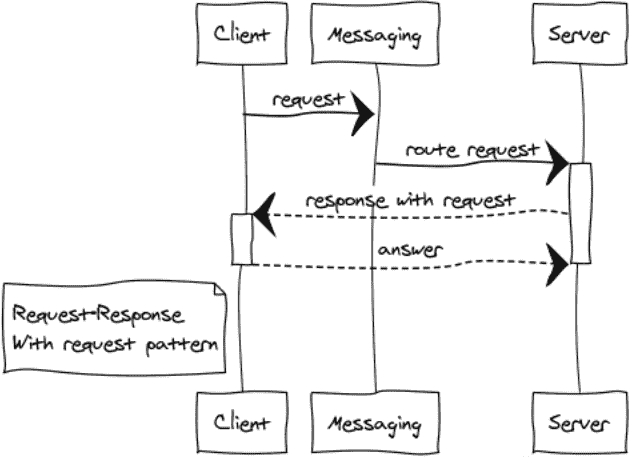 Client
Messaging
Server
request
route request
response with request
answer
Request-Response
With request pattern
Client
Messaging
Server